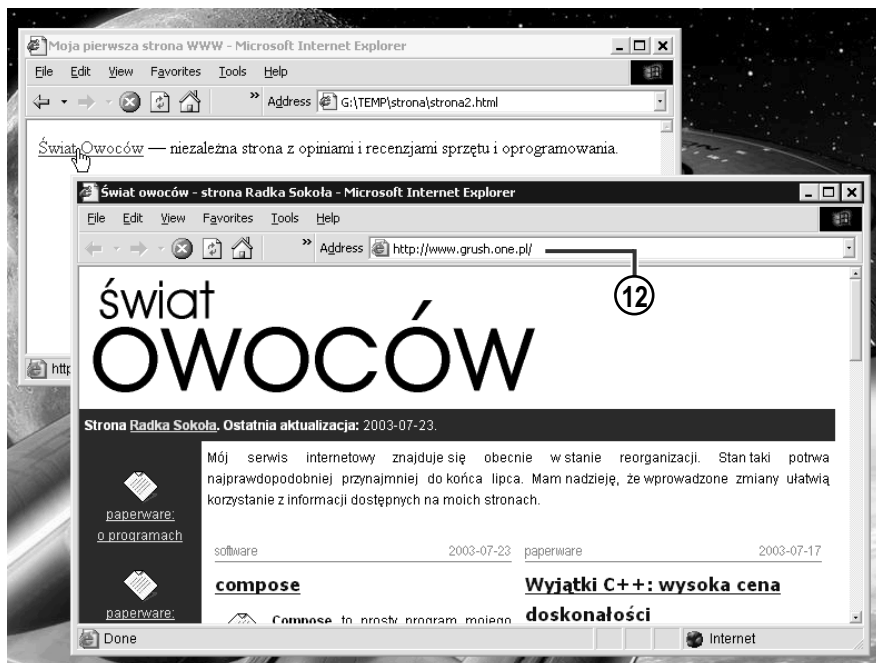 Moja pierwsza strona WWW - Microsoft Internet Explorer
File Edit View Favorites Tools Help
» Address G:\TEMP\strona\strona2.html
Świat Owoców — niezależna strona z opiniami i recenzjami sprzętu i oprogramowania.
Świat owoców - strona Radka Sokoła - Microsoft Internet Explorer
File Edit View Favorites Tools Help
» Address http://www.grush.one.pl/
12
świat
owoców
Strona Radka Sokoła. Ostatnia aktualizacja: 2003-07-23.
Mój serwis internetowy znajduje się obecnie w stanie reorganizacji. Stan taki potrwa
najprawdopodobniej przynajmniej do końca lipca. Mam nadzieję, że wprowadzone zmiany ułatwią
korzystanie z informacji dostępnych na moich stronach.
paperware:
o programach
software 2003-07-23 paperware 2003-07-17
compose
Wyjątki C++: wysoka cena
doskonałości
paperware:
Compose to prosty program mojego
Done Internet